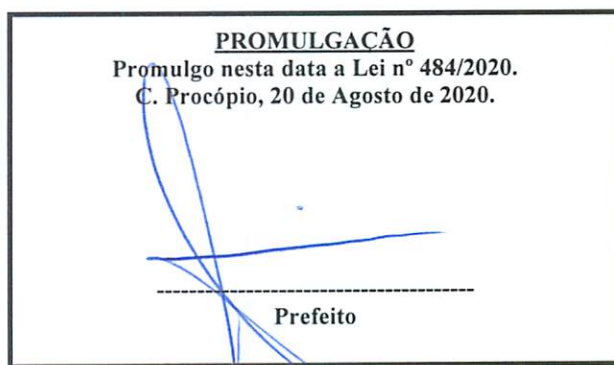 PROMULGAÇÃO
Promulgo nesta data a Lei nº 484/2020.
C. Procópio, 20 de Agosto de 2020.
--------------------------------------
Prefeito